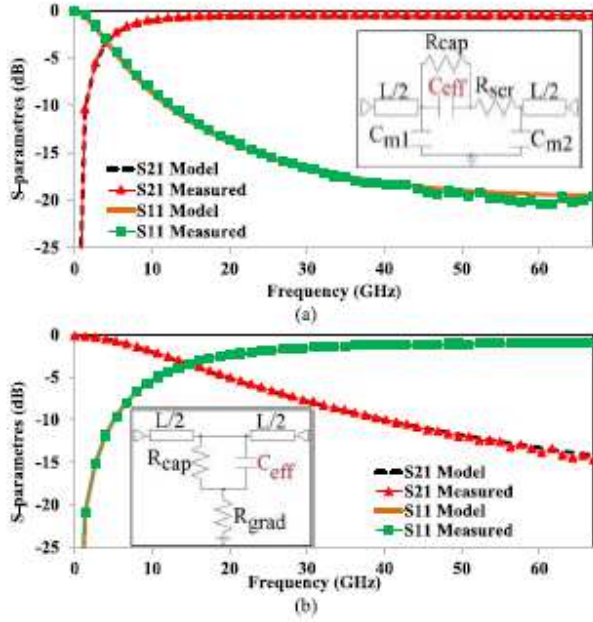 0
-5
-10
-15
-20
-25
S-parametres (dB)
Rcap
L/2
Ceff
Rser
L/2
Cm1
Cm2
S21 Model
S21 Measured
S11 Model
S11 Measured
0 10 20 30 40 50 60
Frequency (GHz)
(a)
0
-5
-10
-15
-20
-25
S-parametres (dB)
L/2
L/2
Rcap
Ceff
Rgrad
S21 Model
S21 Measured
S11 Model
S11 Measured
0 10 20 30 40 50 60
Frequency (GHz)
(b)